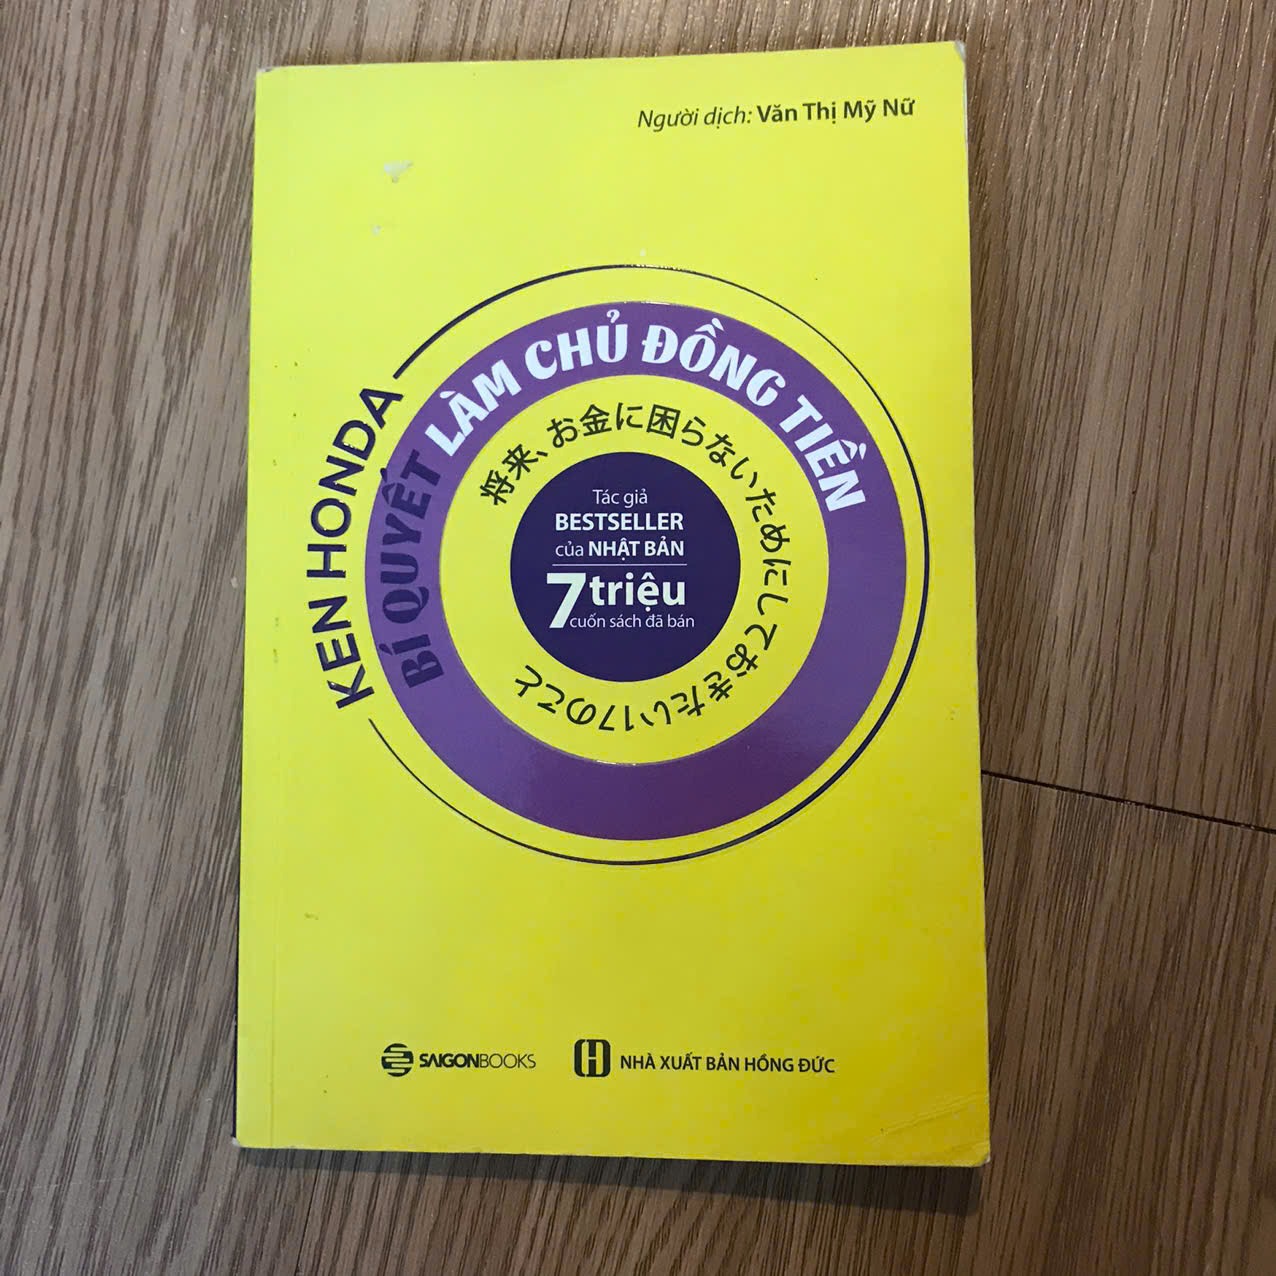 Người dịch: Văn Thị Mỹ Nữ
KEN HONDA
BÍ QUYẾT LÀM CHỦ ĐỒNG TIỀN
将来、お金に困らないためにしておきたい17のこと
Tác giả
BESTSELLER
của NHẬT BẢN
7 triệu
cuốn sách đã bán
SAIGONBOOKS
NHÀ XUẤT BẢN HỒNG ĐỨC